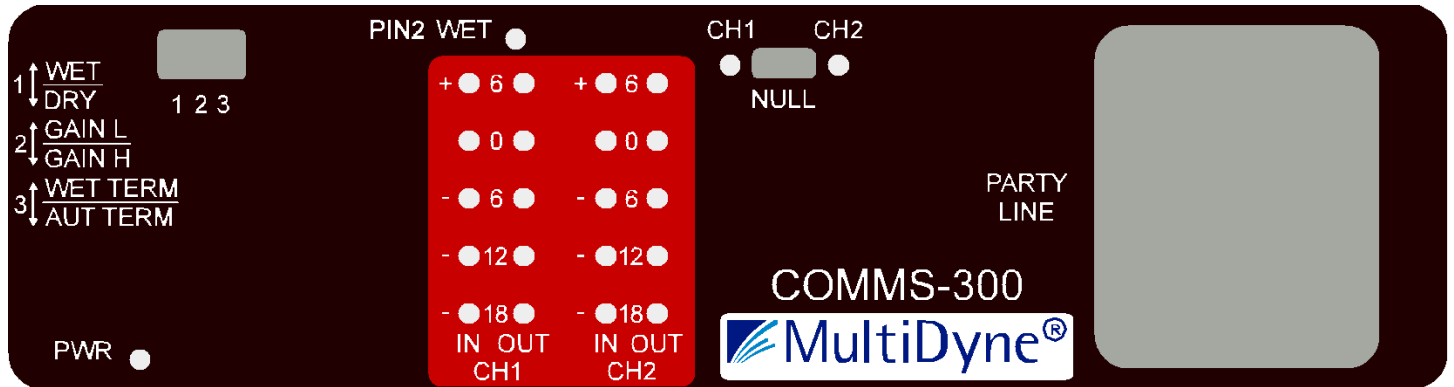 PIN2 WET
CH1 CH2
1 WET
DRY
1 2 3
NULL
2 GAIN L
GAIN H
3 WET TERM
AUT TERM
+ 6 + 6
0 0
- 6 - 6
- 12 - 12
- 18 - 18
IN OUT IN OUT
CH1 CH2
PARTY
LINE
COMMS-300
MultiDyne®
PWR